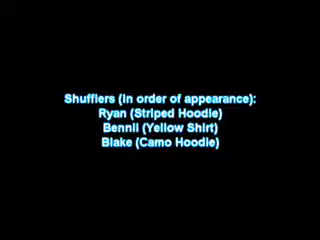 Shufflers (in order of appearance):
Ryan (Striped Hoodie)
Bennii (Yellow Shirt)
Blake (Camo Hoodie)